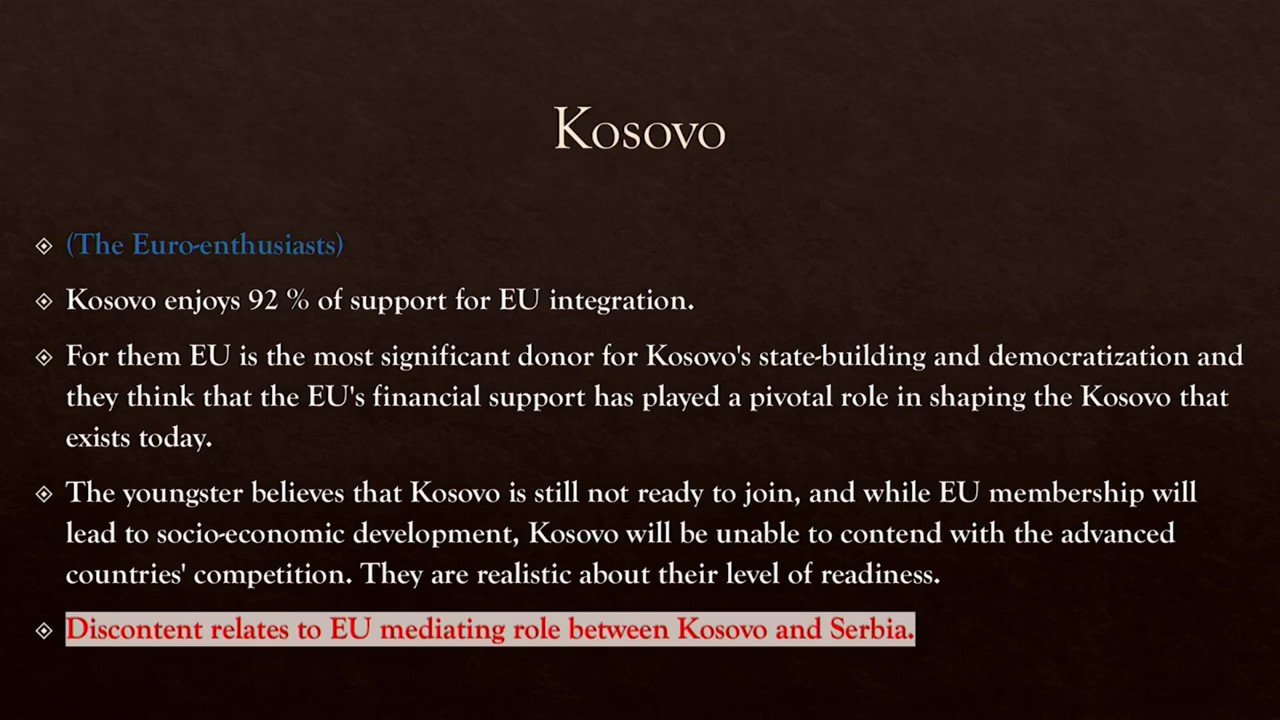 Kosovo
(The Euro-enthusiasts)
Kosovo enjoys 92 % of support for EU integration.
For them EU is the most significant donor for Kosovo's state-building and democratization and
they think that the EU's financial support has played a pivotal role in shaping the Kosovo that
exists today.
The youngster believes that Kosovo is still not ready to join, and while EU membership will
lead to socio-economic development, Kosovo will be unable to contend with the advanced
countries' competition. They are realistic about their level of readiness.
Discontent relates to EU mediating role between Kosovo and Serbia.